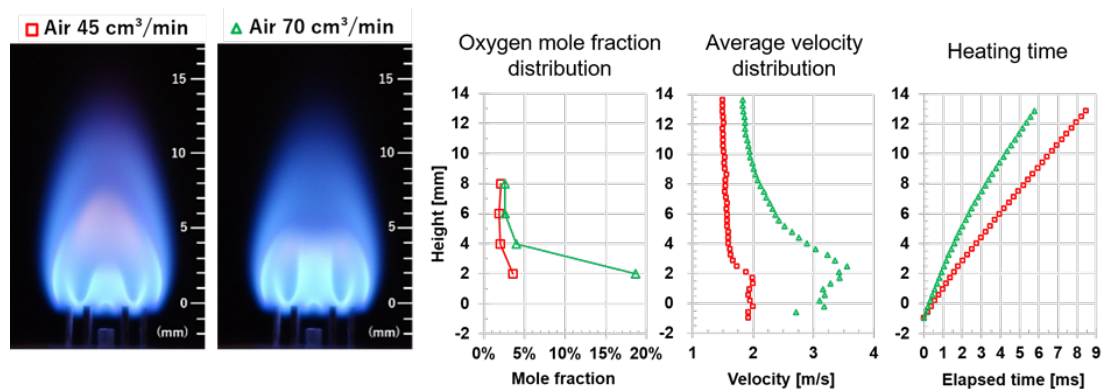 □ Air 45 cm³/min
△ Air 70 cm³/min
15
10
5
0
(mm)
15
10
5
0
(mm)
Oxygen mole fraction
distribution
Height [mm]
14
12
10
8
6
4
2
0
-2
0% 5% 10% 15% 20%
Mole fraction
Average velocity
distribution
14
12
10
8
6
4
2
0
-2
1 2 3 4
Velocity [m/s]
Heating time
14
12
10
8
6
4
2
0
-2
0 1 2 3 4 5 6 7 8 9
Elapsed time [ms]